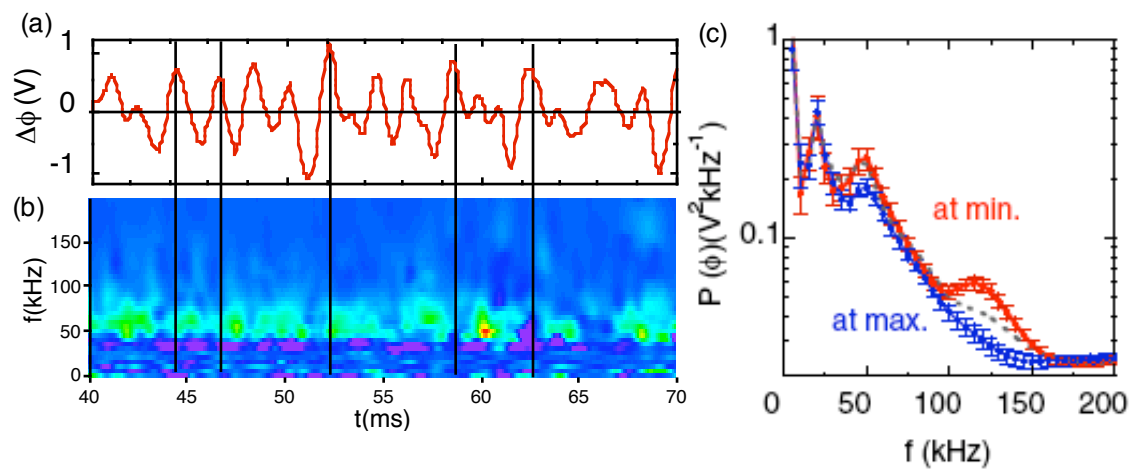 (a)
1
0
-1
Δϕ (V)
(b)
150
100
50
0
f(kHz)
40 45 50 55 60 65 70
t(ms)
(c)
1
0.1
P (ϕ)(V²kHz⁻¹)
at min.
at max.
0 50 100 150 200
f (kHz)